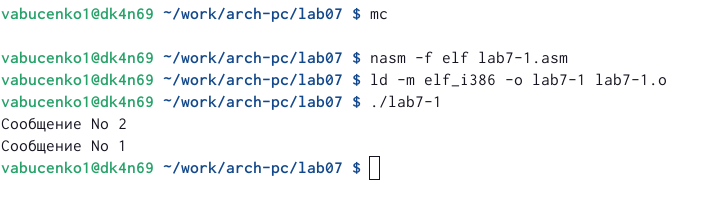 vabucenko1@dk4n69 ~/work/arch-pc/lab07 $ mc
vabucenko1@dk4n69 ~/work/arch-pc/lab07 $ nasm -f elf lab7-1.asm
vabucenko1@dk4n69 ~/work/arch-pc/lab07 $ ld -m elf_i386 -o lab7-1 lab7-1.o
vabucenko1@dk4n69 ~/work/arch-pc/lab07 $ ./lab7-1
Сообщение No 2
Сообщение No 1
vabucenko1@dk4n69 ~/work/arch-pc/lab07 $